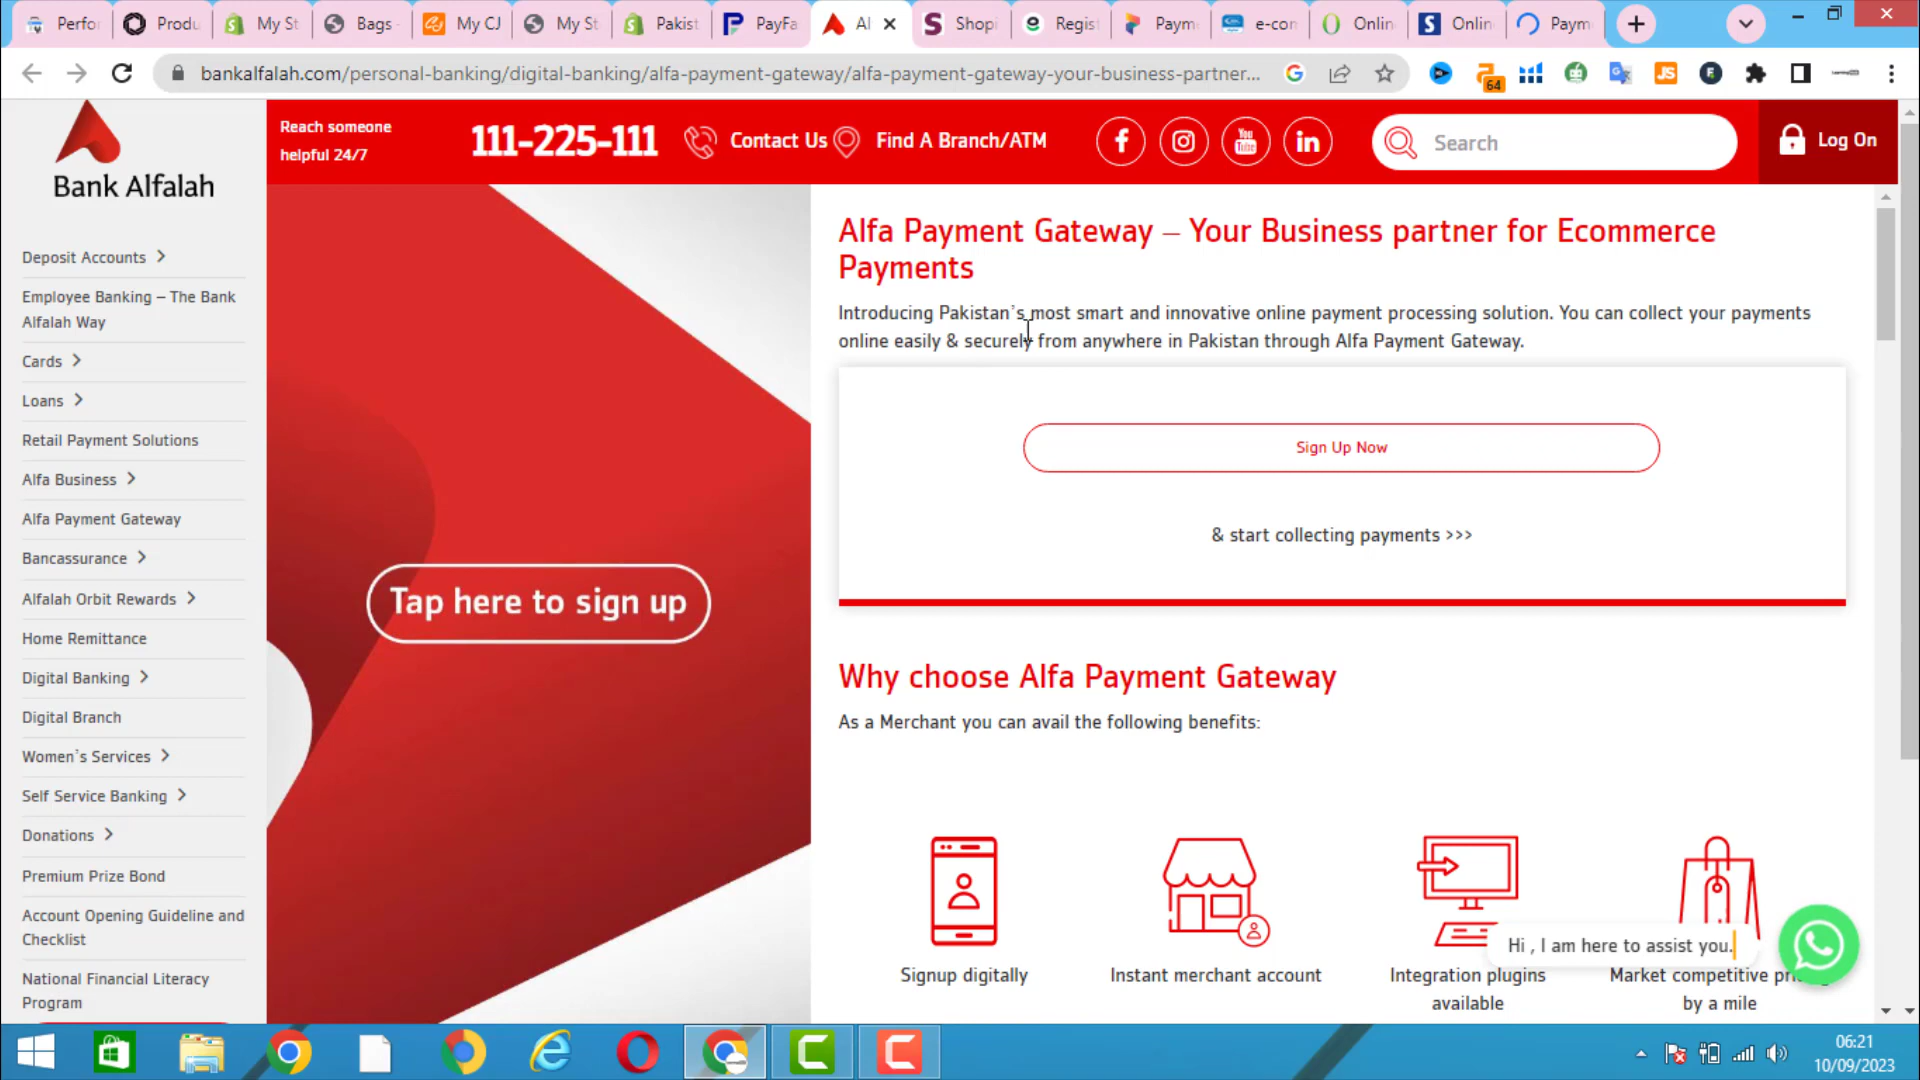 Perfor
Produ
My St
Bags
My CJ
My St
Pakist
PayFa
Al
Shopi
Regist
Payme
e-con
Onlin
Onlin
Paym
bankalfalah.com/personal-banking/digital-banking/alfa-payment-gateway/alfa-payment-gateway-your-business-partner...
64
JS
Bank Alfalah
Reach someone
helpful 24/7
111-225-111
Contact Us
Find A Branch/ATM
You
Tube
Search
Log On
Deposit Accounts
Employee Banking – The Bank
Alfalah Way
Cards
Loans
Retail Payment Solutions
Alfa Business
Alfa Payment Gateway
Bancassurance
Alfalah Orbit Rewards
Home Remittance
Digital Banking
Digital Branch
Women's Services
Self Service Banking
Donations
Premium Prize Bond
Account Opening Guideline and
Checklist
National Financial Literacy
Program
Tap here to sign up
Alfa Payment Gateway – Your Business partner for Ecommerce
Payments
Introducing Pakistan's most smart and innovative online payment processing solution. You can collect your payments
online easily & securely from anywhere in Pakistan through Alfa Payment Gateway.
Sign Up Now
& start collecting payments >>>
Why choose Alfa Payment Gateway
As a Merchant you can avail the following benefits:
Signup digitally
Instant merchant account
Integration plugins
available
Market competitive pri
by a mile
Hi , I am here to assist you.
06:21
10/09/2023